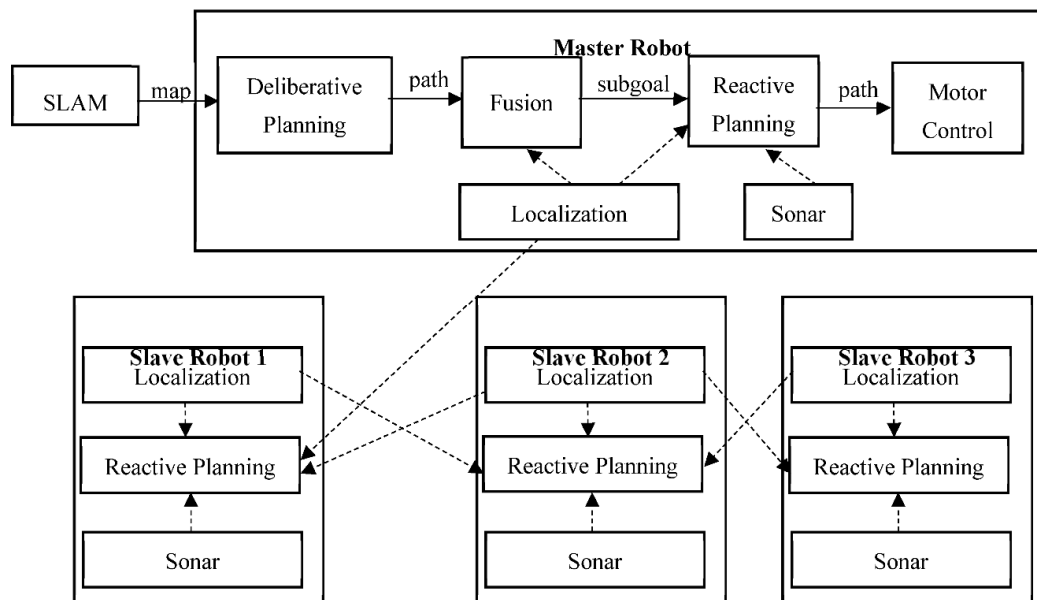 Master Robot
SLAM
map
Deliberative
Planning
path
Fusion
subgoal
Reactive
Planning
path
Motor
Control
Localization
Sonar
Slave Robot 1
Localization
Reactive Planning
Sonar
Slave Robot 2
Localization
Reactive Planning
Sonar
Slave Robot 3
Localization
Reactive Planning
Sonar